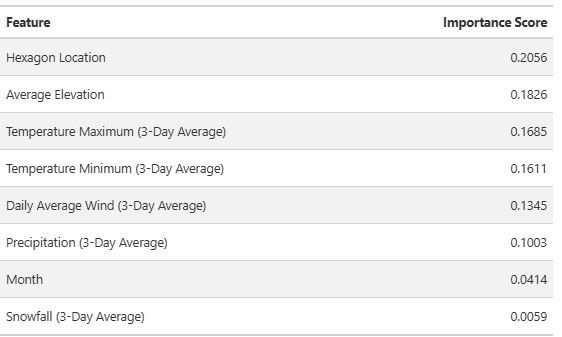 Feature Importance Score
Hexagon Location 0.2056
Average Elevation 0.1826
Temperature Maximum (3-Day Average) 0.1685
Temperature Minimum (3-Day Average) 0.1611
Daily Average Wind (3-Day Average) 0.1345
Precipitation (3-Day Average) 0.1003
Month 0.0414
Snowfall (3-Day Average) 0.0059